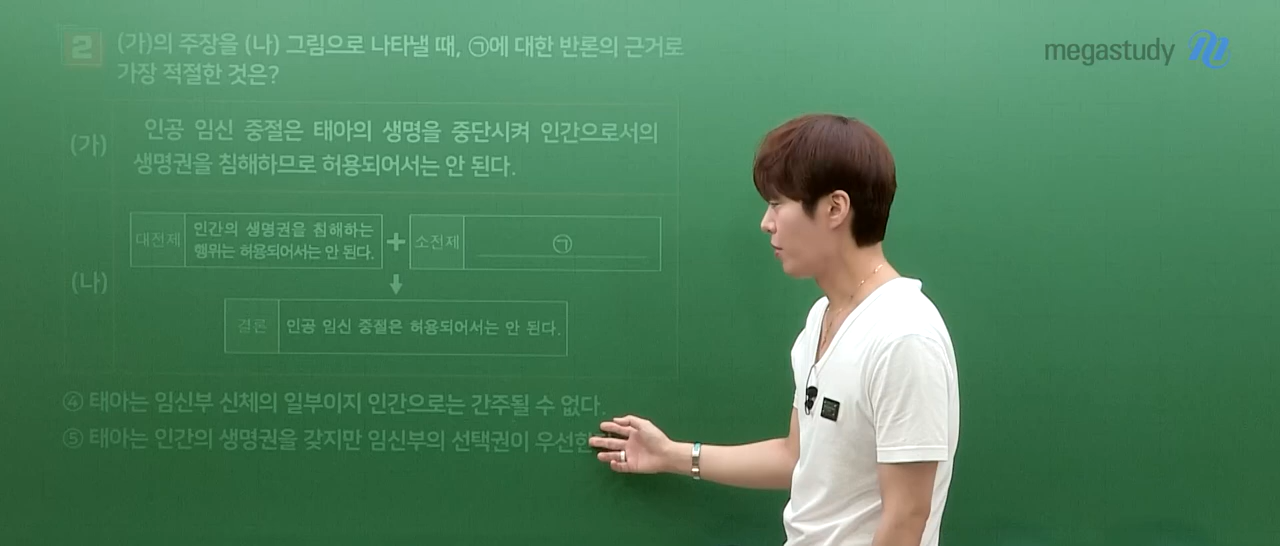 2 (가)의 주장을 (나) 그림으로 나타낼 때, ㉠에 대한 반론의 근거로
가장 적절한 것은?
megastudy
(가) 인공 임신 중절은 태아의 생명을 중단시켜 인간으로서의
생명권을 침해하므로 허용되어서는 안 된다.
(나)
대전제 인간의 생명권을 침해하는
행위는 허용되어서는 안 된다.
+
소전제 ㉠
결론 인공 임신 중절은 허용되어서는 안 된다.
④ 태아는 임신부 신체의 일부이지 인간으로는 간주될 수 없다.
⑤ 태아는 인간의 생명권을 갖지만 임신부의 선택권이